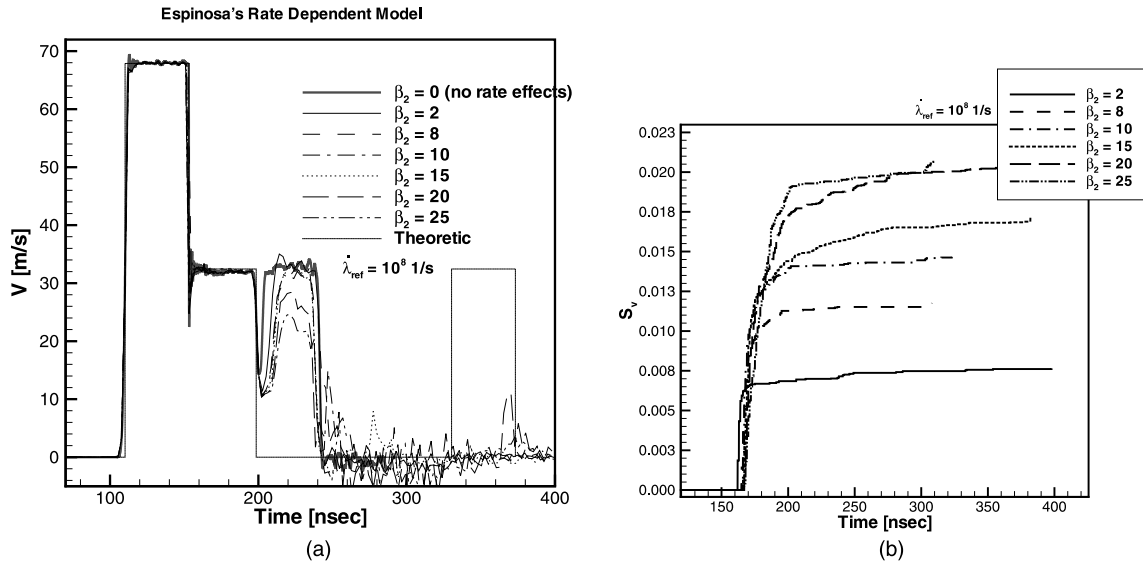 Espinosa's Rate Dependent Model
V [m/s]
70
60
50
40
30
20
10
0
β2 = 0 (no rate effects)
β2 = 2
β2 = 8
β2 = 10
β2 = 15
β2 = 20
β2 = 25
Theoretic
λ̇ref = 10⁸ 1/s
100
200
300
400
Time [nsec]
(a)
λ̇ref = 10⁸ 1/s
β2 = 2
β2 = 8
β2 = 10
β2 = 15
β2 = 20
β2 = 25
Sv
0.023
0.020
0.018
0.015
0.013
0.010
0.008
0.005
0.003
0.000
150
200
250
300
350
400
Time [nsec]
(b)